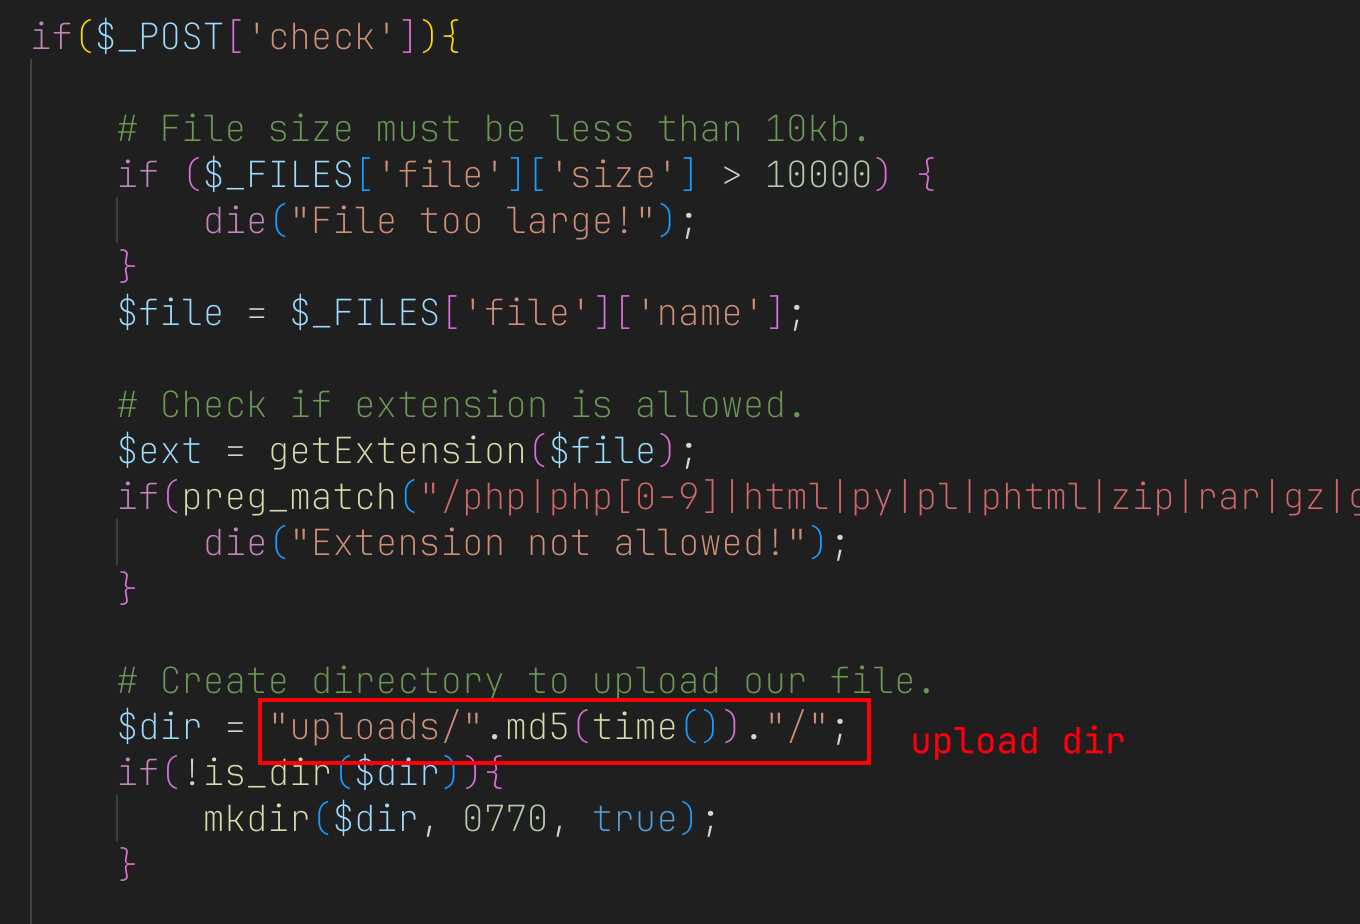 if($_POST['check']){
# File size must be less than 10kb.
if ($_FILES['file']['size'] > 10000) {
die("File too large!");
}
$file = $_FILES['file']['name'];
# Check if extension is allowed.
$ext = getExtension($file);
if(preg_match("/php|php[0-9]|html|py|pl|phtml|zip|rar|gz|g
die("Extension not allowed!");
}
# Create directory to upload our file.
$dir = "uploads/".md5(time())."/";
upload dir
if(!is_dir($dir)){
mkdir($dir, 0770, true);
}